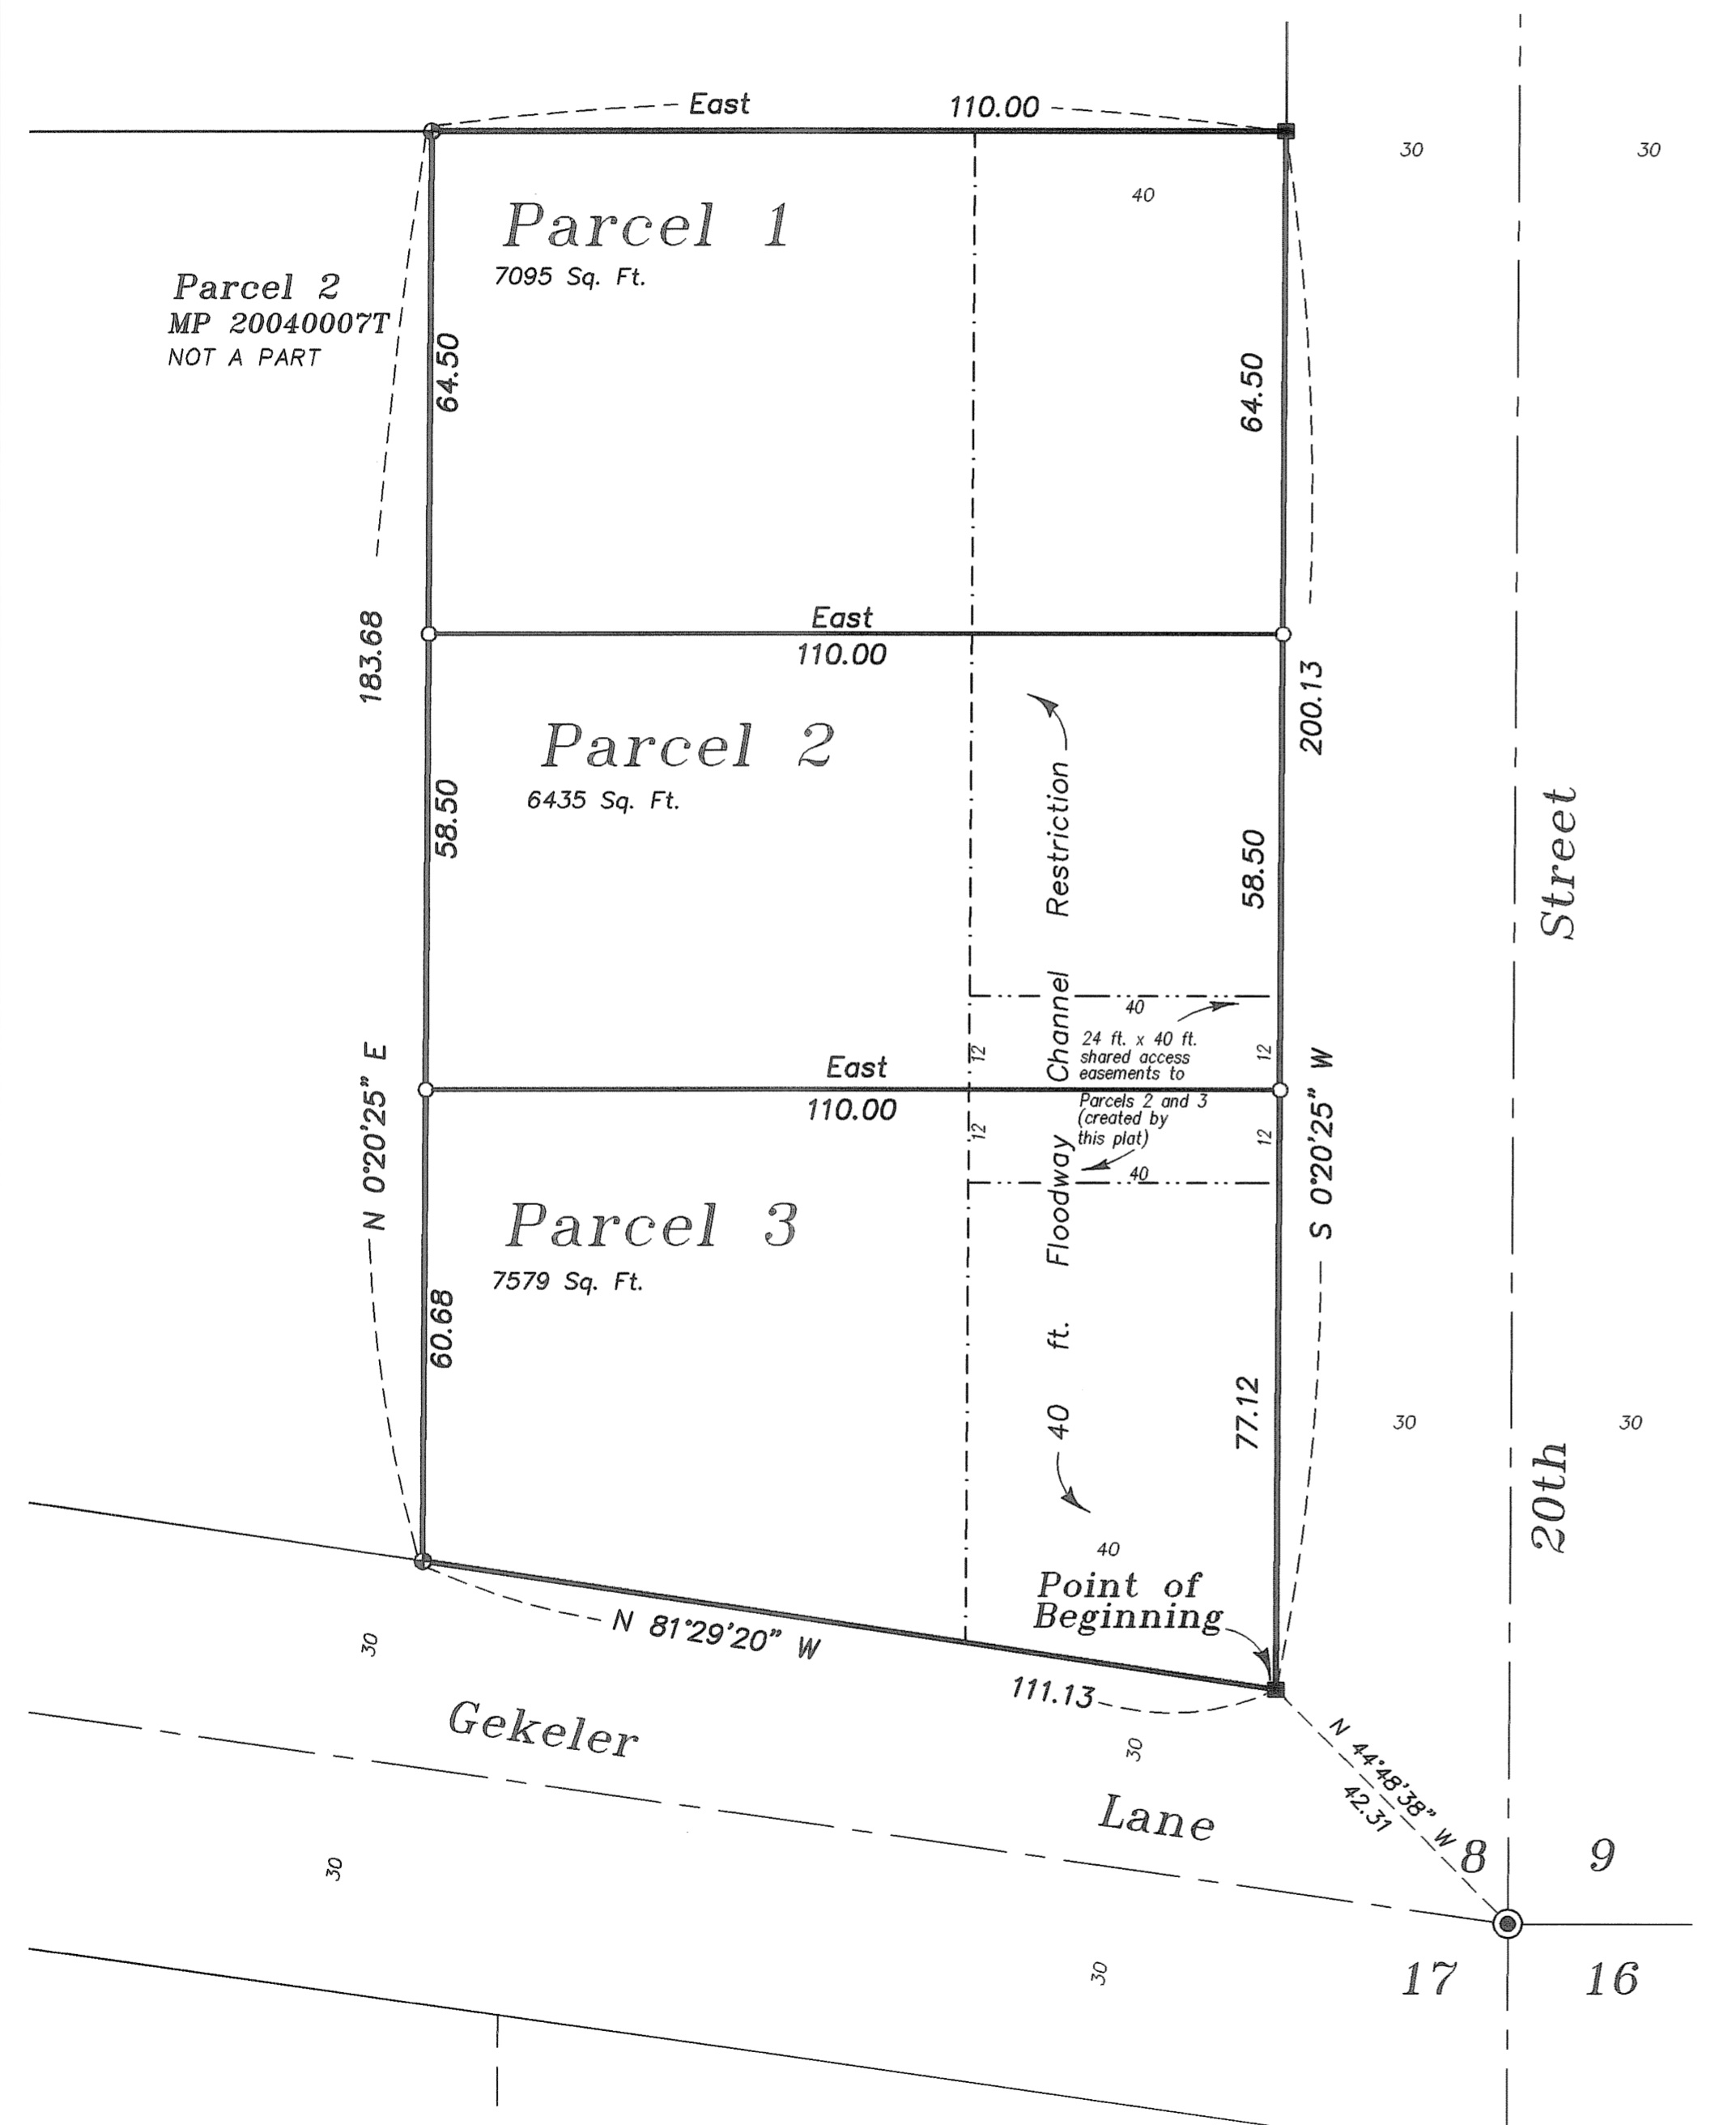 East 110.00
30 30
40
Parcel 1
7095 Sq. Ft.
Parcel 2
MP 20040007T
NOT A PART
64.50
64.50
183.68
East
110.00
200.13
Parcel 2
6435 Sq. Ft.
58.50
58.50
Street
40 ft. Floodway Channel Restriction
40
24 ft. x 40 ft.
shared access
easements to
12
12
N 0°20'25" E
East
110.00
S 0°20'25" W
Parcels 2 and 3
(created by
this plat)
12
12
40
Parcel 3
7579 Sq. Ft.
60.68
77.12
30 30
20th
40
Point of
Beginning
N 81°29'20" W
111.13
30
30
Gekeler
Lane
N 44°48'38" W
42.31
8 9
30
30
17 16